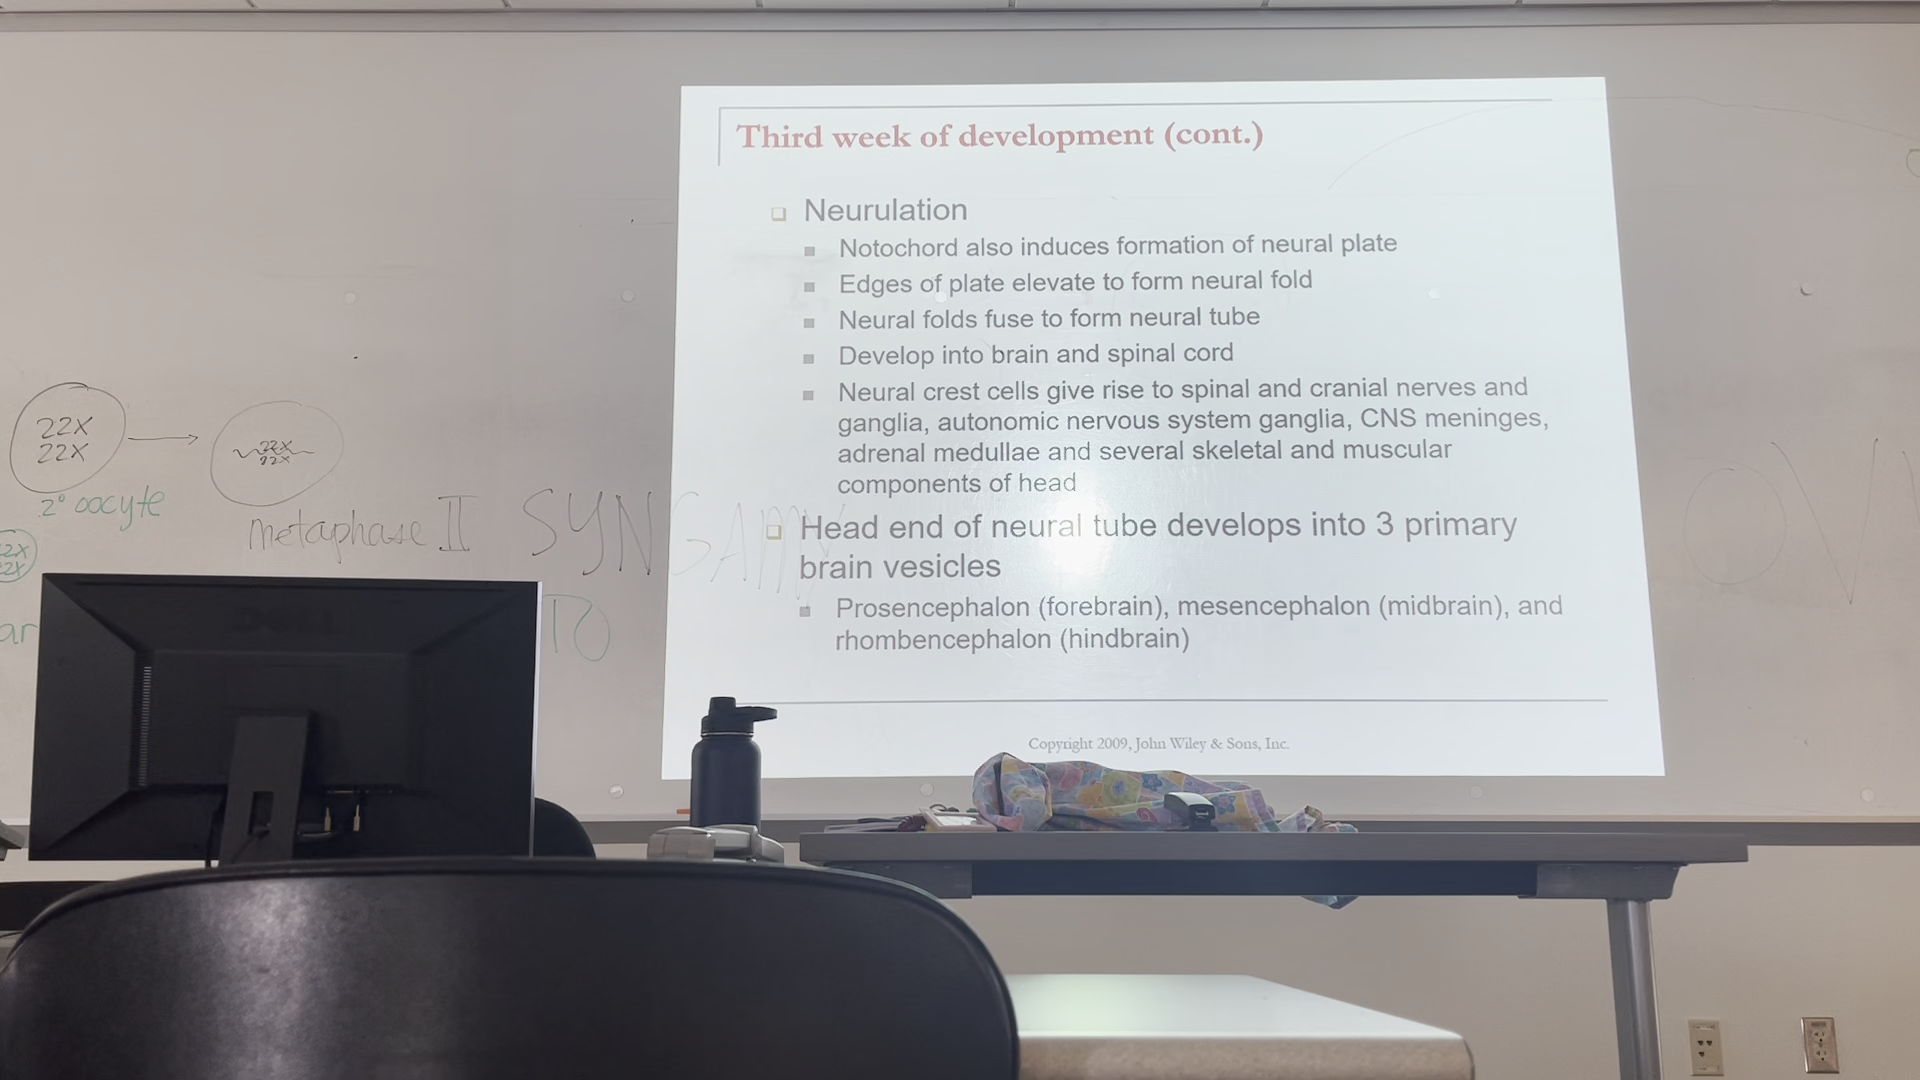 Third week of development (cont.)
Neurulation
Notochord also induces formation of neural plate
Edges of plate elevate to form neural fold
Neural folds fuse to form neural tube
Develop into brain and spinal cord
Neural crest cells give rise to spinal and cranial nerves and
ganglia, autonomic nervous system ganglia, CNS meninges,
adrenal medullae and several skeletal and muscular
components of head
Head end of neural tube develops into 3 primary
brain vesicles
Prosencephalon (forebrain), mesencephalon (midbrain), and
rhombencephalon (hindbrain)
Copyright 2009, John Wiley & Sons, Inc.
22X
22X
2° oocyte
22X
22X
metaphase II
SYNGAMY
OV
DELL